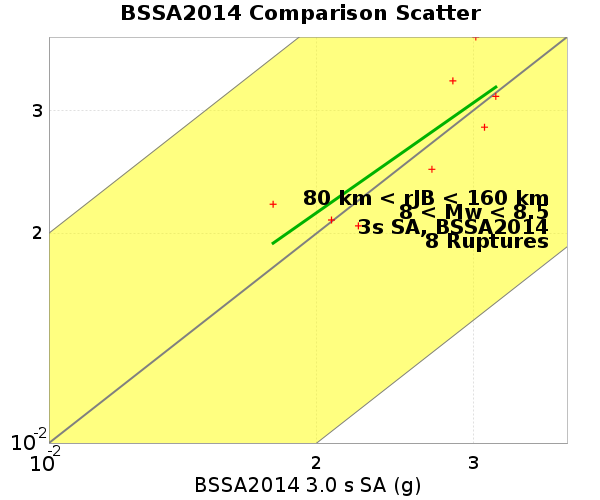 BSSA2014 Comparison Scatter
3
80 km < rJB < 160 km
8 < Mw < 8.5
3s SA, BSSA2014
8 Ruptures
2
10-2
10-2
2
3
BSSA2014 3.0 s SA (g)